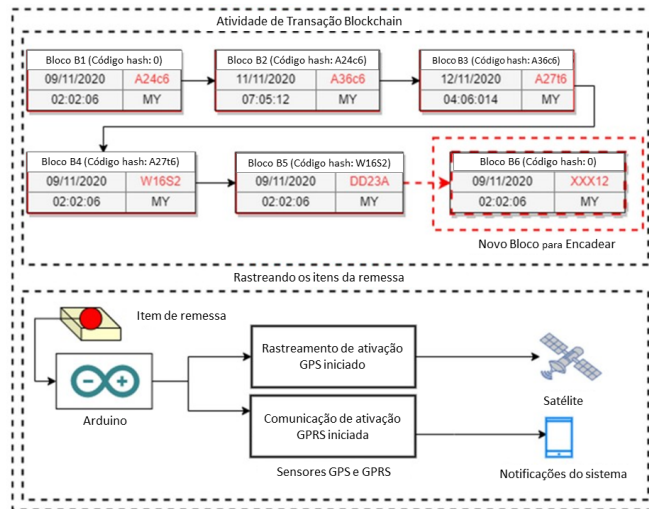 Atividade de Transação Blockchain
Bloco B1 (Código hash: 0)
09/11/2020 A24c6
02:02:06 MY
Bloco B2 (Código hash: A24c6)
11/11/2020 A36c6
07:05:12 MY
Bloco B3 (Código hash: A36c6)
12/11/2020 A27t6
04:06:014 MY
Bloco B4 (Código hash: A27t6)
09/11/2020 W16S2
02:02:06 MY
Bloco B5 (Código hash: W16S2)
09/11/2020 DD23A
02:02:06 MY
Bloco B6 (Código hash: 0)
09/11/2020 XXX12
02:02:06 MY
Novo Bloco para Encadear
Rastreando os itens da remessa
Item de remessa
Arduino
Rastreamento de ativação
GPS iniciado
Satélite
Comunicação de ativação
GPRS iniciada
Sensores GPS e GPRS
Notificações do sistema